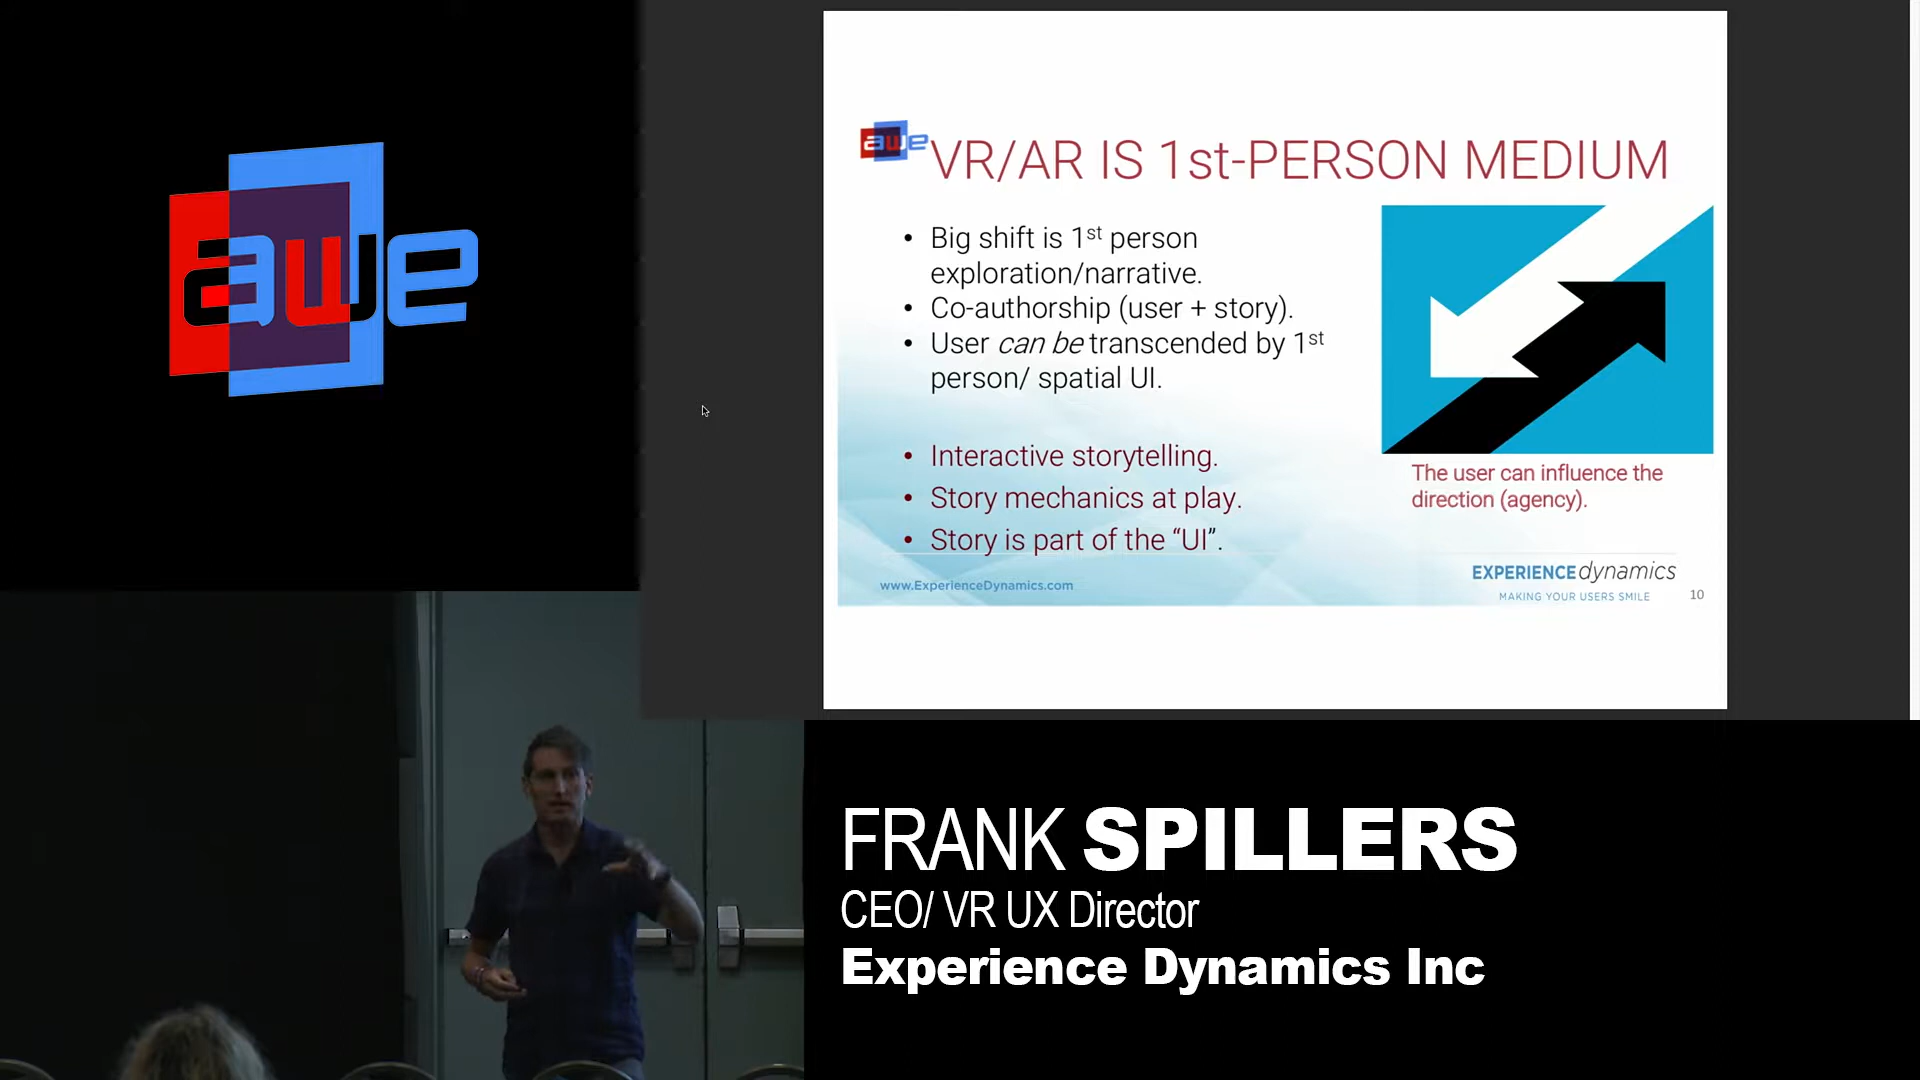 awe
awe
VR/AR IS 1st-PERSON MEDIUM
• Big shift is 1st person
exploration/narrative.
• Co-authorship (user + story).
• User can be transcended by 1st
person/ spatial UI.
• Interactive storytelling.
• Story mechanics at play.
• Story is part of the “UI”.
The user can influence the
direction (agency).
www.ExperienceDynamics.com
EXPERIENCEdynamics
MAKING YOUR USERS SMILE
10
FRANK SPILLERS
CEO/ VR UX Director
Experience Dynamics Inc